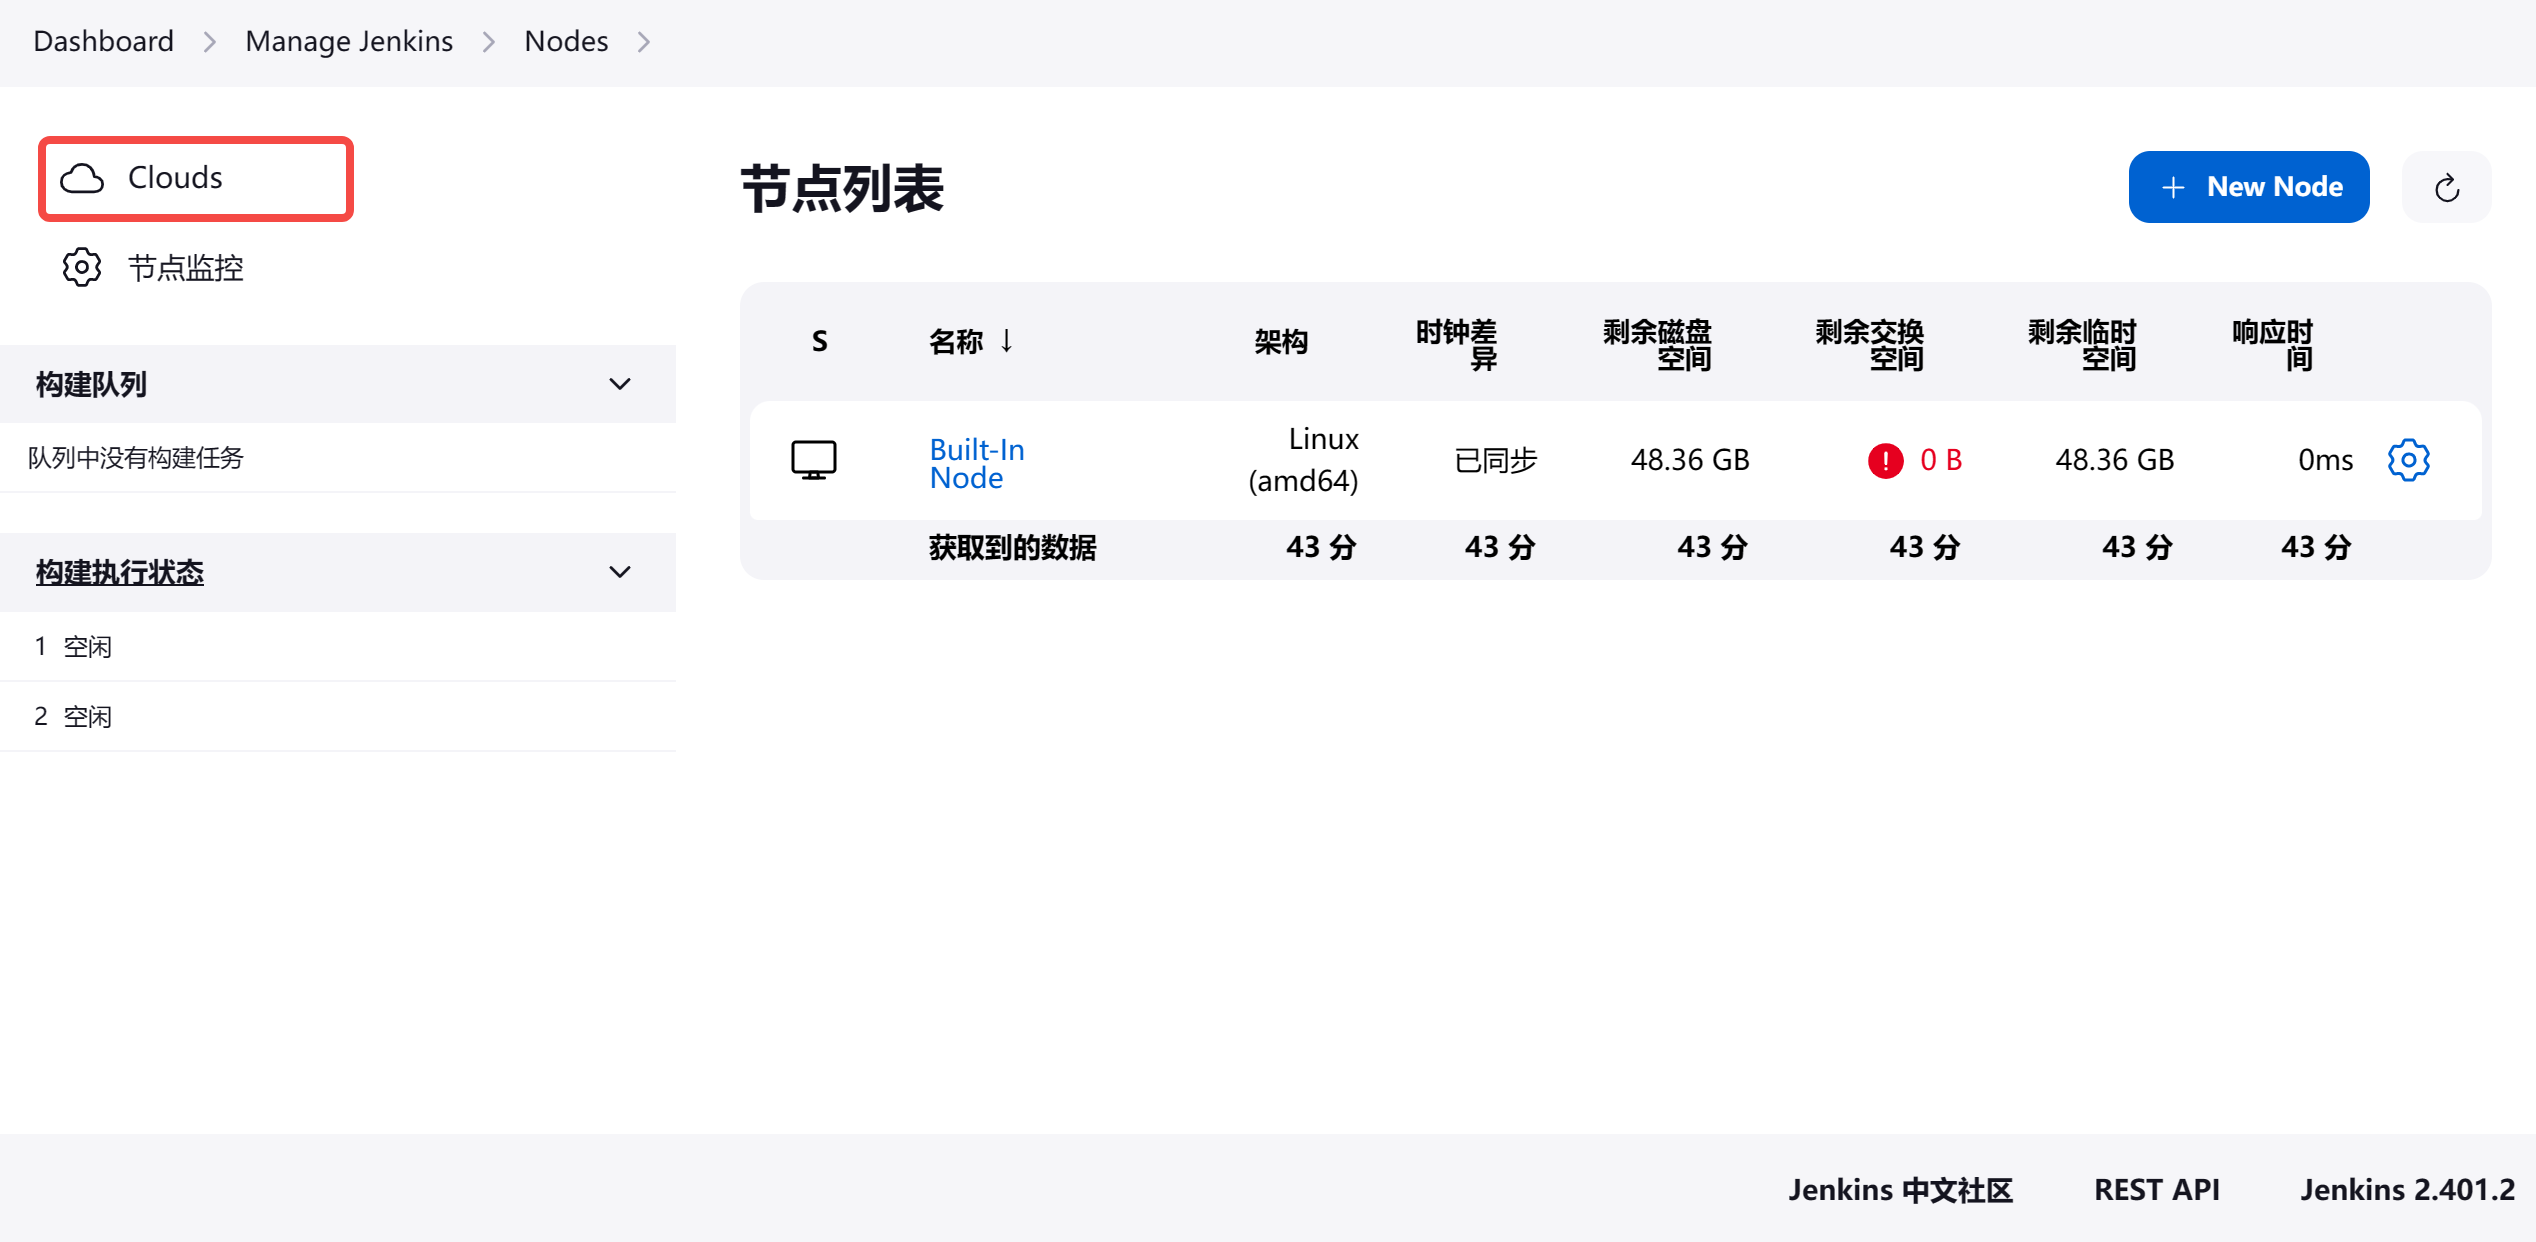 Dashboard
Manage Jenkins
Nodes
Clouds
节点监控
构建队列
队列中没有构建任务
构建执行状态
1 空闲
2 空闲
节点列表
New Node
S
名称 ↓
架构
时钟差
异
剩余磁盘
空间
剩余交换
空间
剩余临时
空间
响应时
间
Built-In
Node
Linux
(amd64)
已同步
48.36 GB
0 B
48.36 GB
0ms
获取到的数据
43 分
43 分
43 分
43 分
43 分
43 分
Jenkins 中文社区
REST API
Jenkins 2.401.2